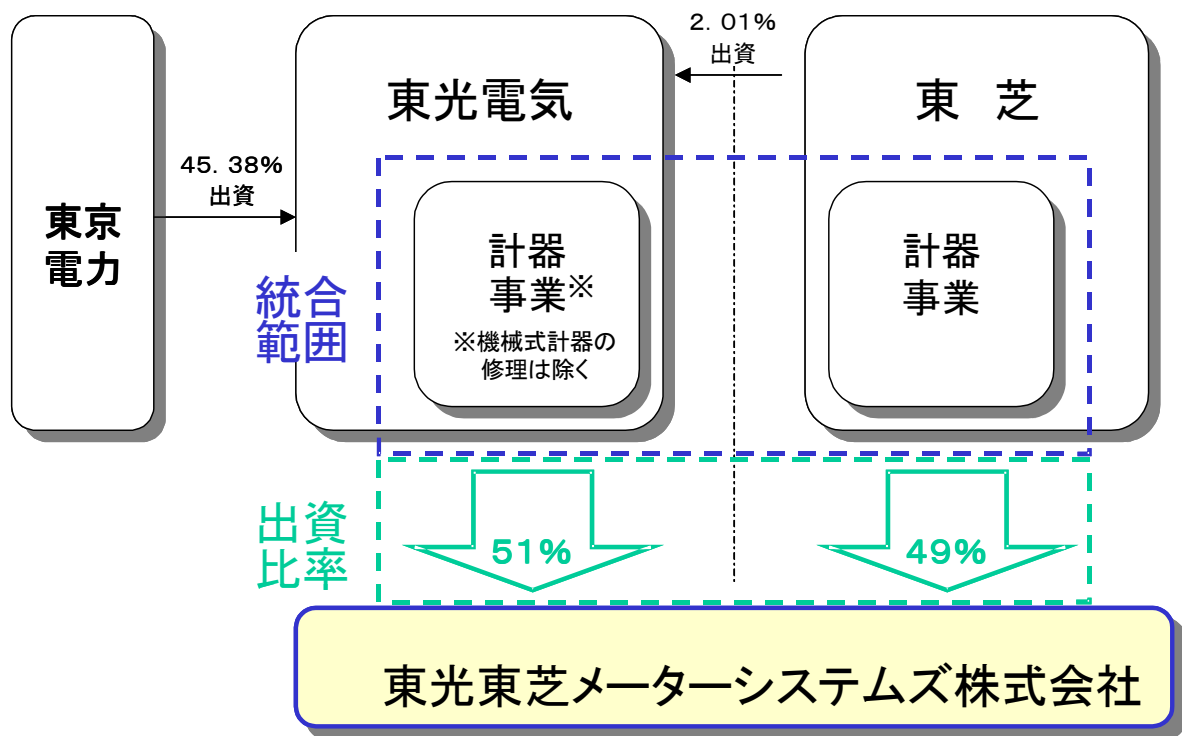 2．01%
出資
東光電気
東　芝
45．38%
出資
東京
電力
計器
事業※
※機械式計器の
修理は除く
計器
事業
統合
範囲
出資
比率
51%
49%
東光東芝メーターシステムズ株式会社